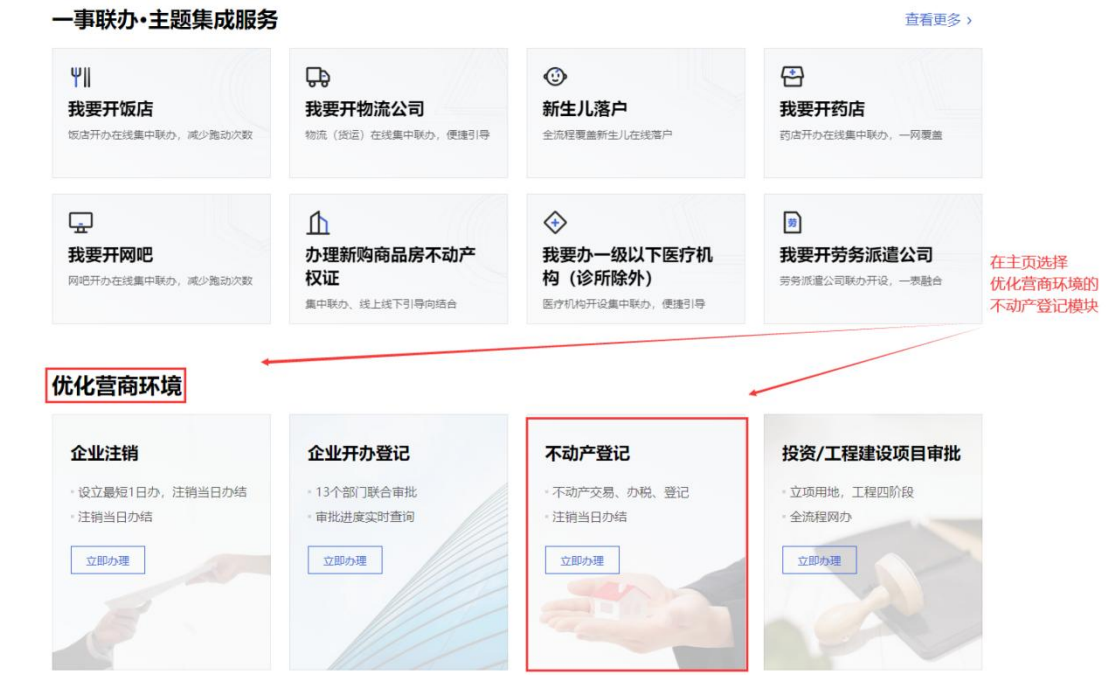 一事联办•主题集成服务
查看更多 ›
我要开饭店
饭店开办在线集中联办，减少跑动次数
我要开物流公司
物流（货运）在线集中联办，便捷引导
新生儿落户
全流程覆盖新生儿在线落户
我要开药店
药店开办在线集中联办，一网覆盖
我要开网吧
网吧开办在线集中联办，减少跑动次数
办理新购商品房不动产
权证
集中联办、线上线下引导向结合
我要办一级以下医疗机
构（诊所除外）
医疗机构开设集中联办，便捷引导
劳
我要开劳务派遣公司
劳务派遣公司联办开设，一表融合
在主页选择
优化营商环境的
不动产登记模块
优化营商环境
企业注销
设立最短1日办，注销当日办结
注销当日办结
立即办理
企业开办登记
13个部门联合审批
审批进度实时查询
立即办理
不动产登记
不动产交易、办税、登记
注销当日办结
立即办理
投资/工程建设项目审批
立项用地，工程四阶段
全流程网办
立即办理